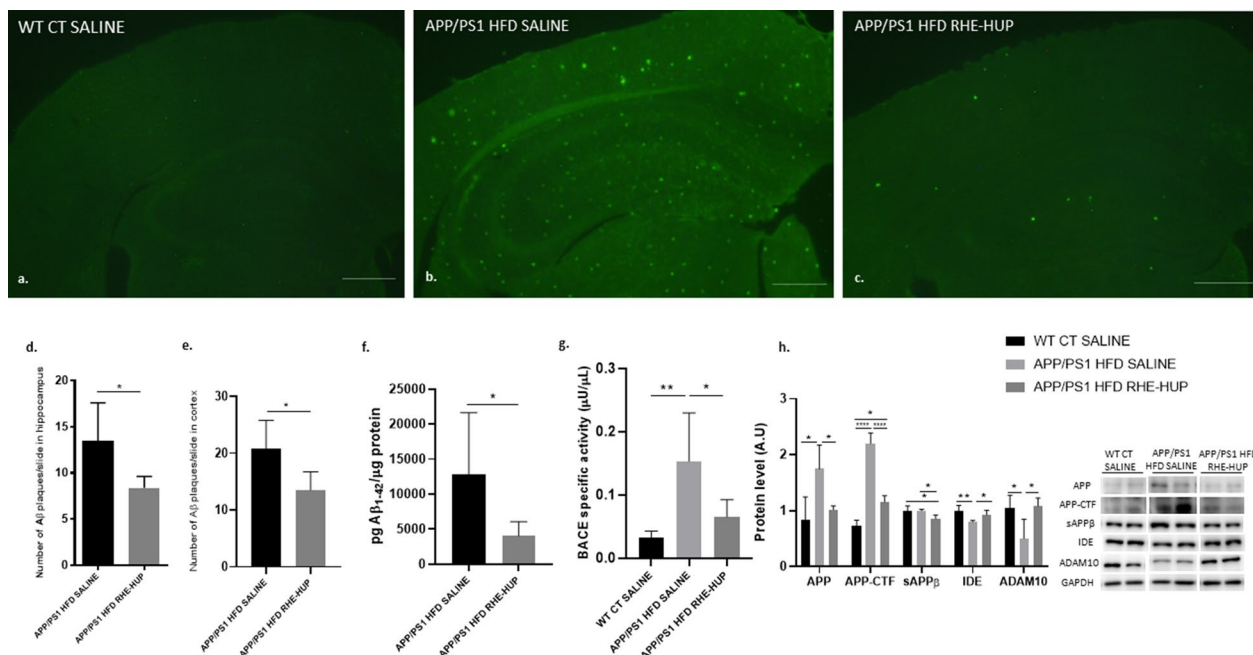 WT CT SALINE
APP/PS1 HFD SALINE
APP/PS1 HFD RHE-HUP
a.
b.
c.
d.
Number of Aβ plaques/slide in hippocampus
20
15
10
5
0
*
APP/PS1 HFD SALINE
APP/PS1 HFD RHE-HUP
e.
Number of Aβ plaques/slide in cortex
30
20
10
0
*
APP/PS1 HFD SALINE
APP/PS1 HFD RHE-HUP
f.
pg Aβ1-42/µg protein
25000
20000
15000
10000
5000
0
*
APP/PS1 HFD SALINE
APP/PS1 HFD RHE-HUP
g.
BACE specific activity (µU/µL)
0.3
0.2
0.1
0.0
** *
WT CT SALINE
APP/PS1 HFD SALINE
APP/PS1 HFD RHE-HUP
h.
WT CT SALINE
APP/PS1 HFD SALINE
APP/PS1 HFD RHE-HUP
Protein level (A.U)
3
2
1
0
* *
*
**** ****
*
*
** *
* *
APP APP-CTF sAPPβ IDE ADAM10
WT CT
SALINE
APP/PS1
HFD SALINE
APP/PS1 HFD
RHE-HUP
APP
APP-CTF
sAPPβ
IDE
ADAM10
GAPDH